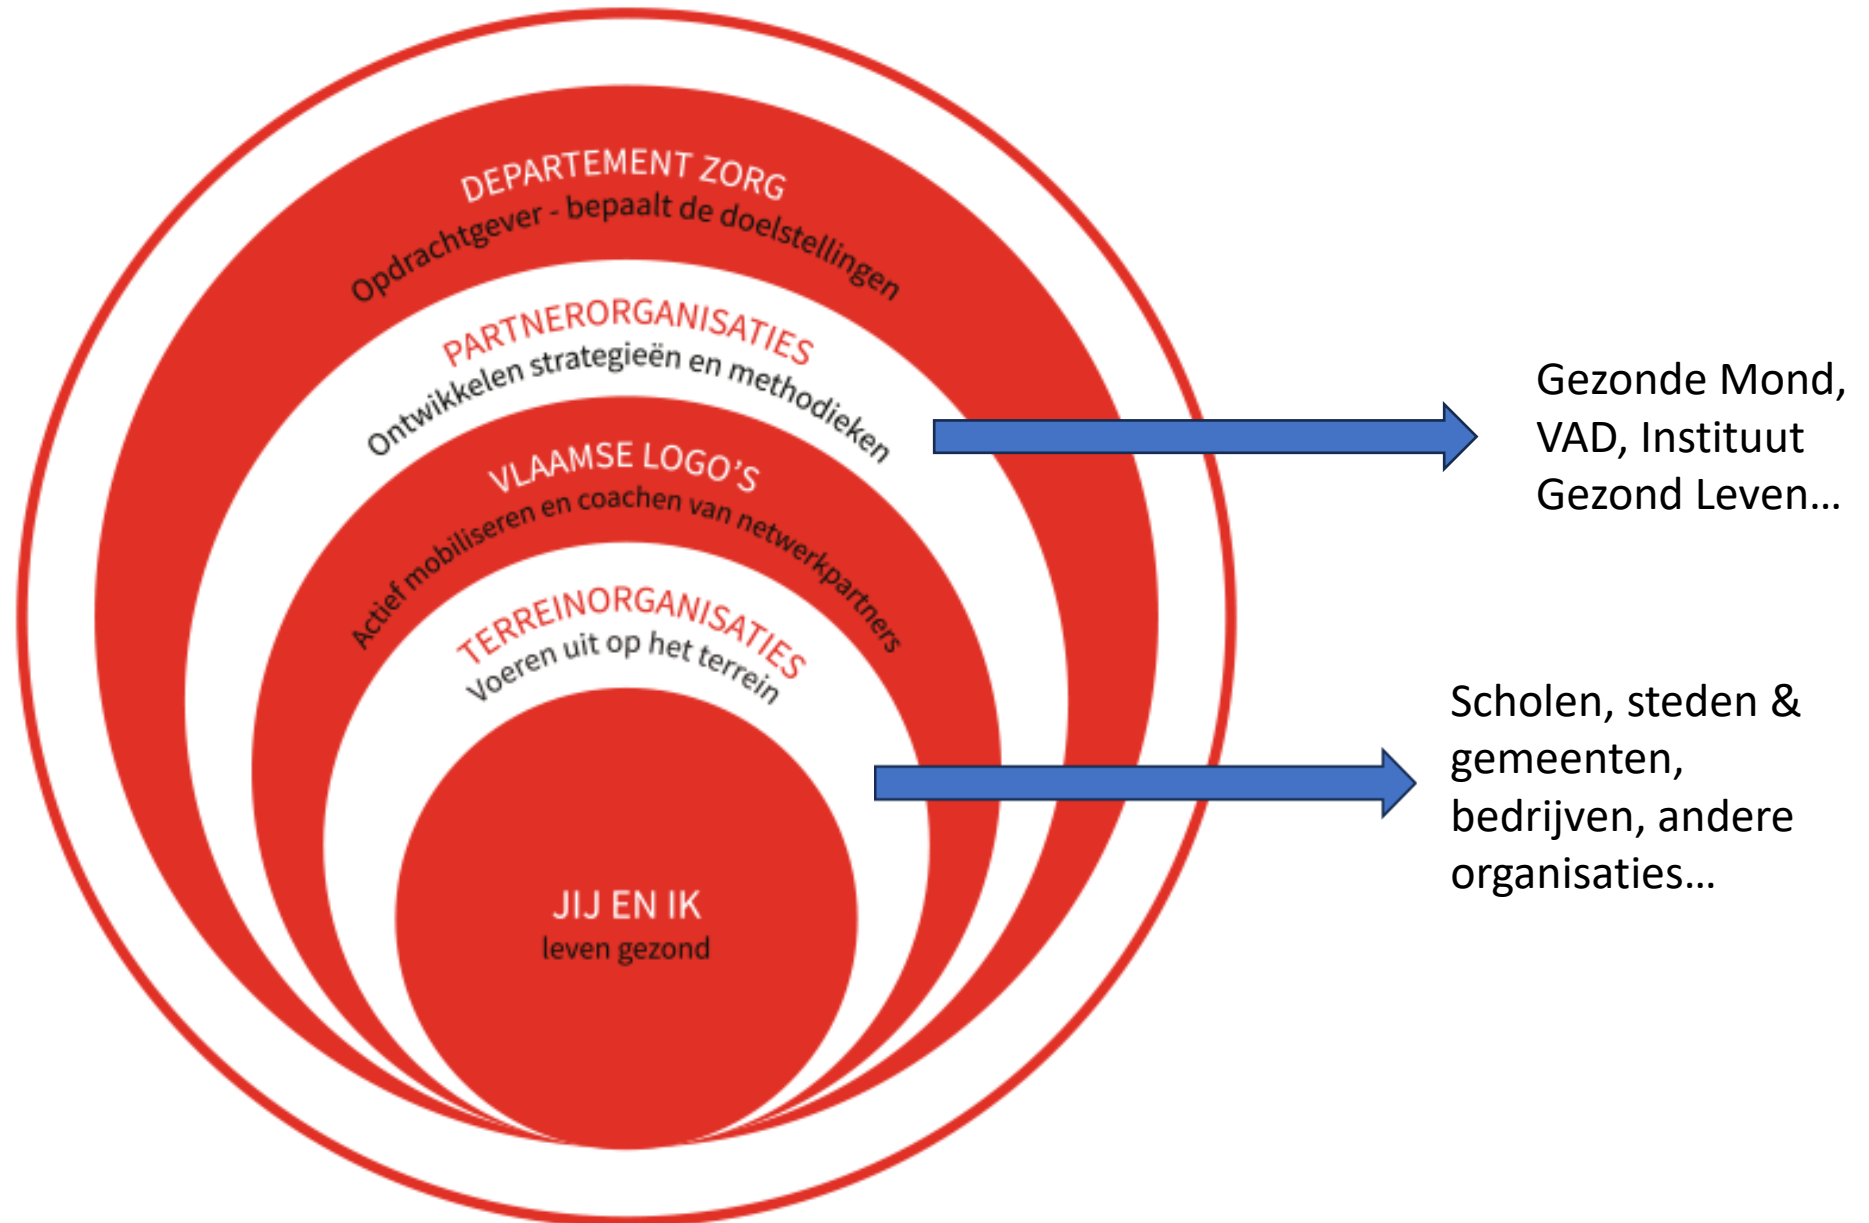 DEPARTEMENT ZORG
Opdrachtgever - bepaalt de doelstellingen
PARTNERORGANISATIES
Ontwikkelen strategieën en methodieken
VLAAMSE LOGO'S
Actief mobiliseren en coachen van netwerkpartners
TERREINORGANISATIES
Voeren uit op het terrein
JIJ EN IK
leven gezond
Gezonde Mond,
VAD, Instituut
Gezond Leven...
Scholen, steden &
gemeenten,
bedrijven, andere
organisaties...